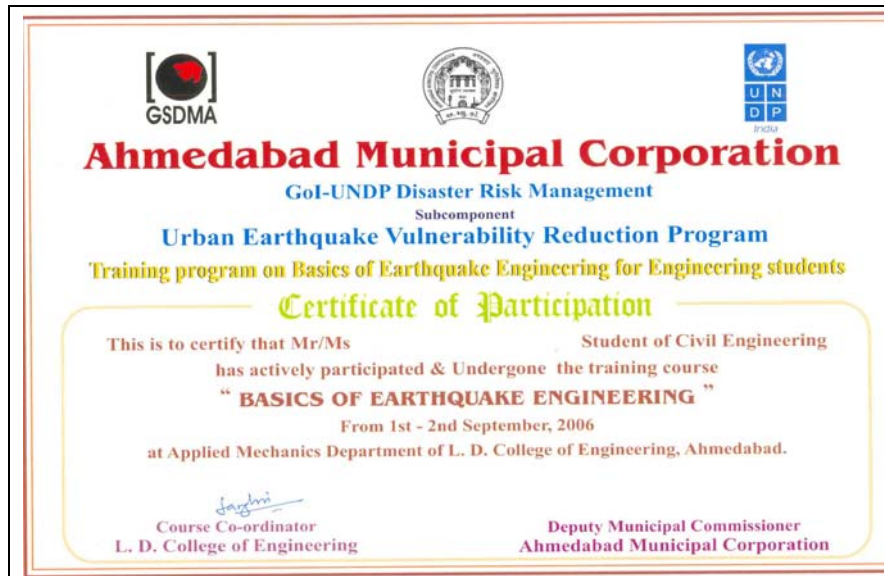 GSDMA
U N
D P
India
Ahmedabad Municipal Corporation
GoI-UNDP Disaster Risk Management
Subcomponent
Urban Earthquake Vulnerability Reduction Program
Training program on Basics of Earthquake Engineering for Engineering students
Certificate of Participation
This is to certify that Mr/Ms Student of Civil Engineering
has actively participated & Undergone the training course
“ BASICS OF EARTHQUAKE ENGINEERING ”
From 1st - 2nd September, 2006
at Applied Mechanics Department of L. D. College of Engineering, Ahmedabad.
Course Co-ordinator
L. D. College of Engineering
Deputy Municipal Commissioner
Ahmedabad Municipal Corporation